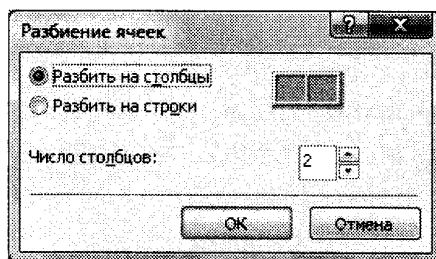 Разбиение ячеек
Разбить на столбцы
Разбить на строки
Число столбцов:
2
ОК
Отмена